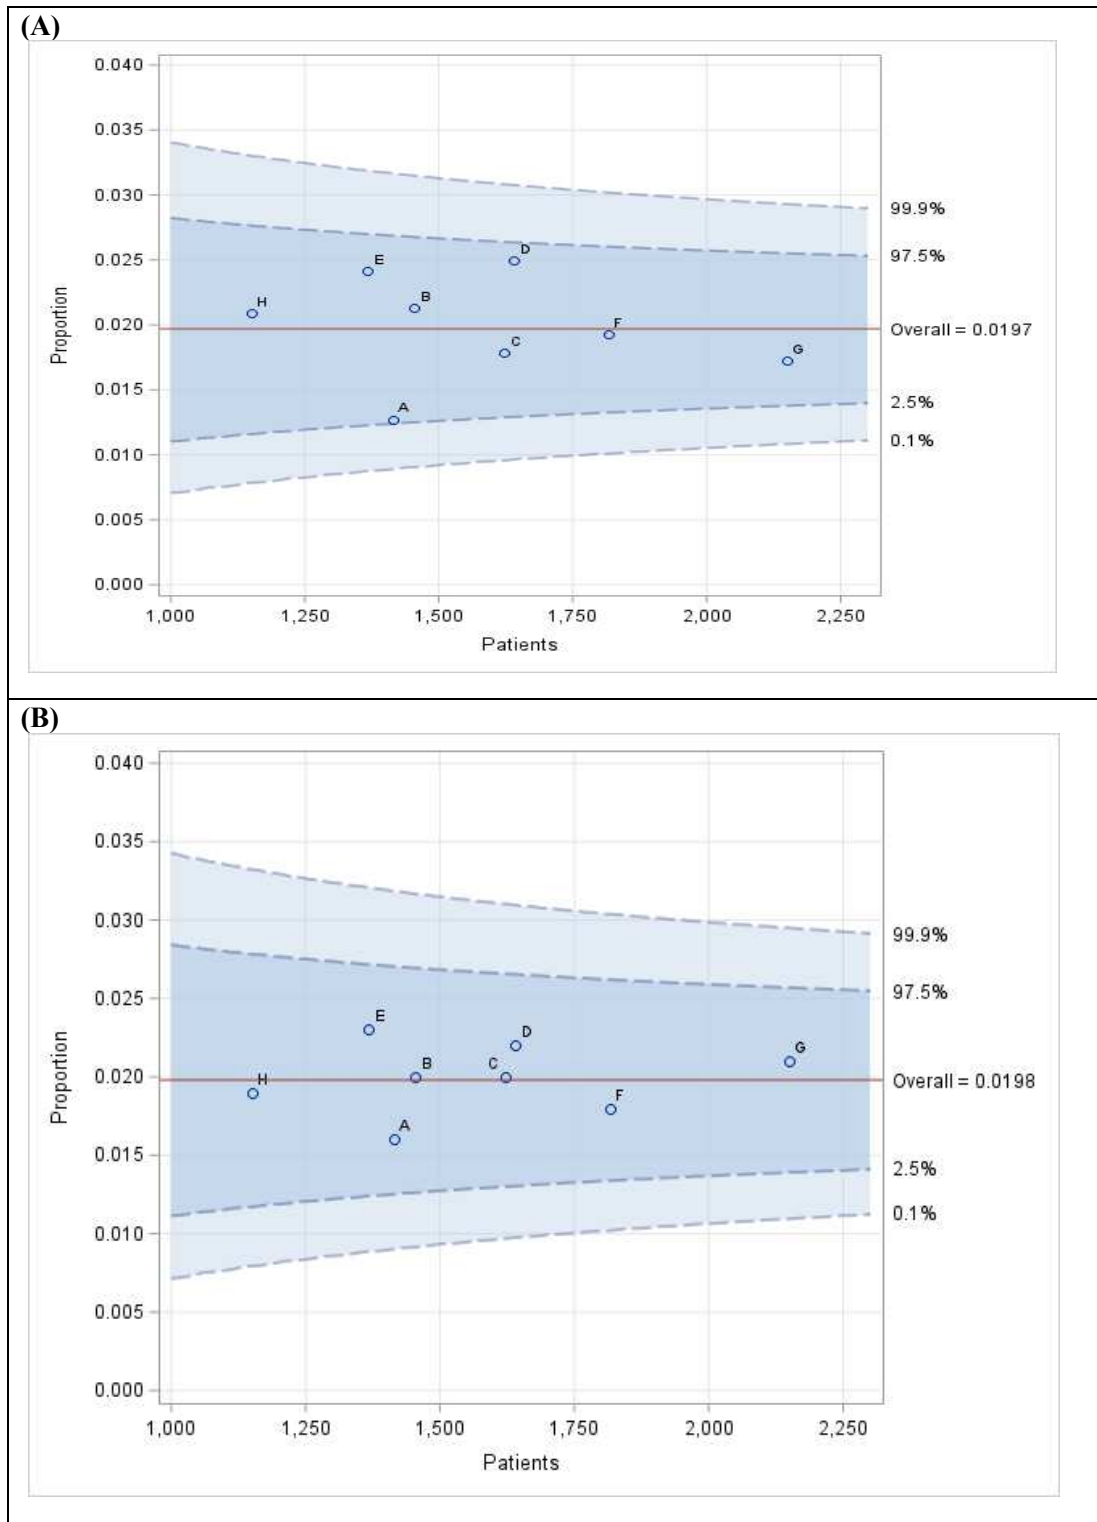 (A)
0.040
0.035
0.030
0.025
0.020
0.015
0.010
0.005
0.000
Proportion
H
E
A
B
C
D
F
G
99.9%
97.5%
Overall = 0.0197
2.5%
0.1%
1,000 1,250 1,500 1,750 2,000 2,250
Patients
(B)
0.040
0.035
0.030
0.025
0.020
0.015
0.010
0.005
0.000
Proportion
H
E
A
B
C
D
F
G
99.9%
97.5%
Overall = 0.0198
2.5%
0.1%
1,000 1,250 1,500 1,750 2,000 2,250
Patients